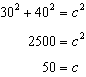 30² + 40² = c²
2500 = c²
50 = c